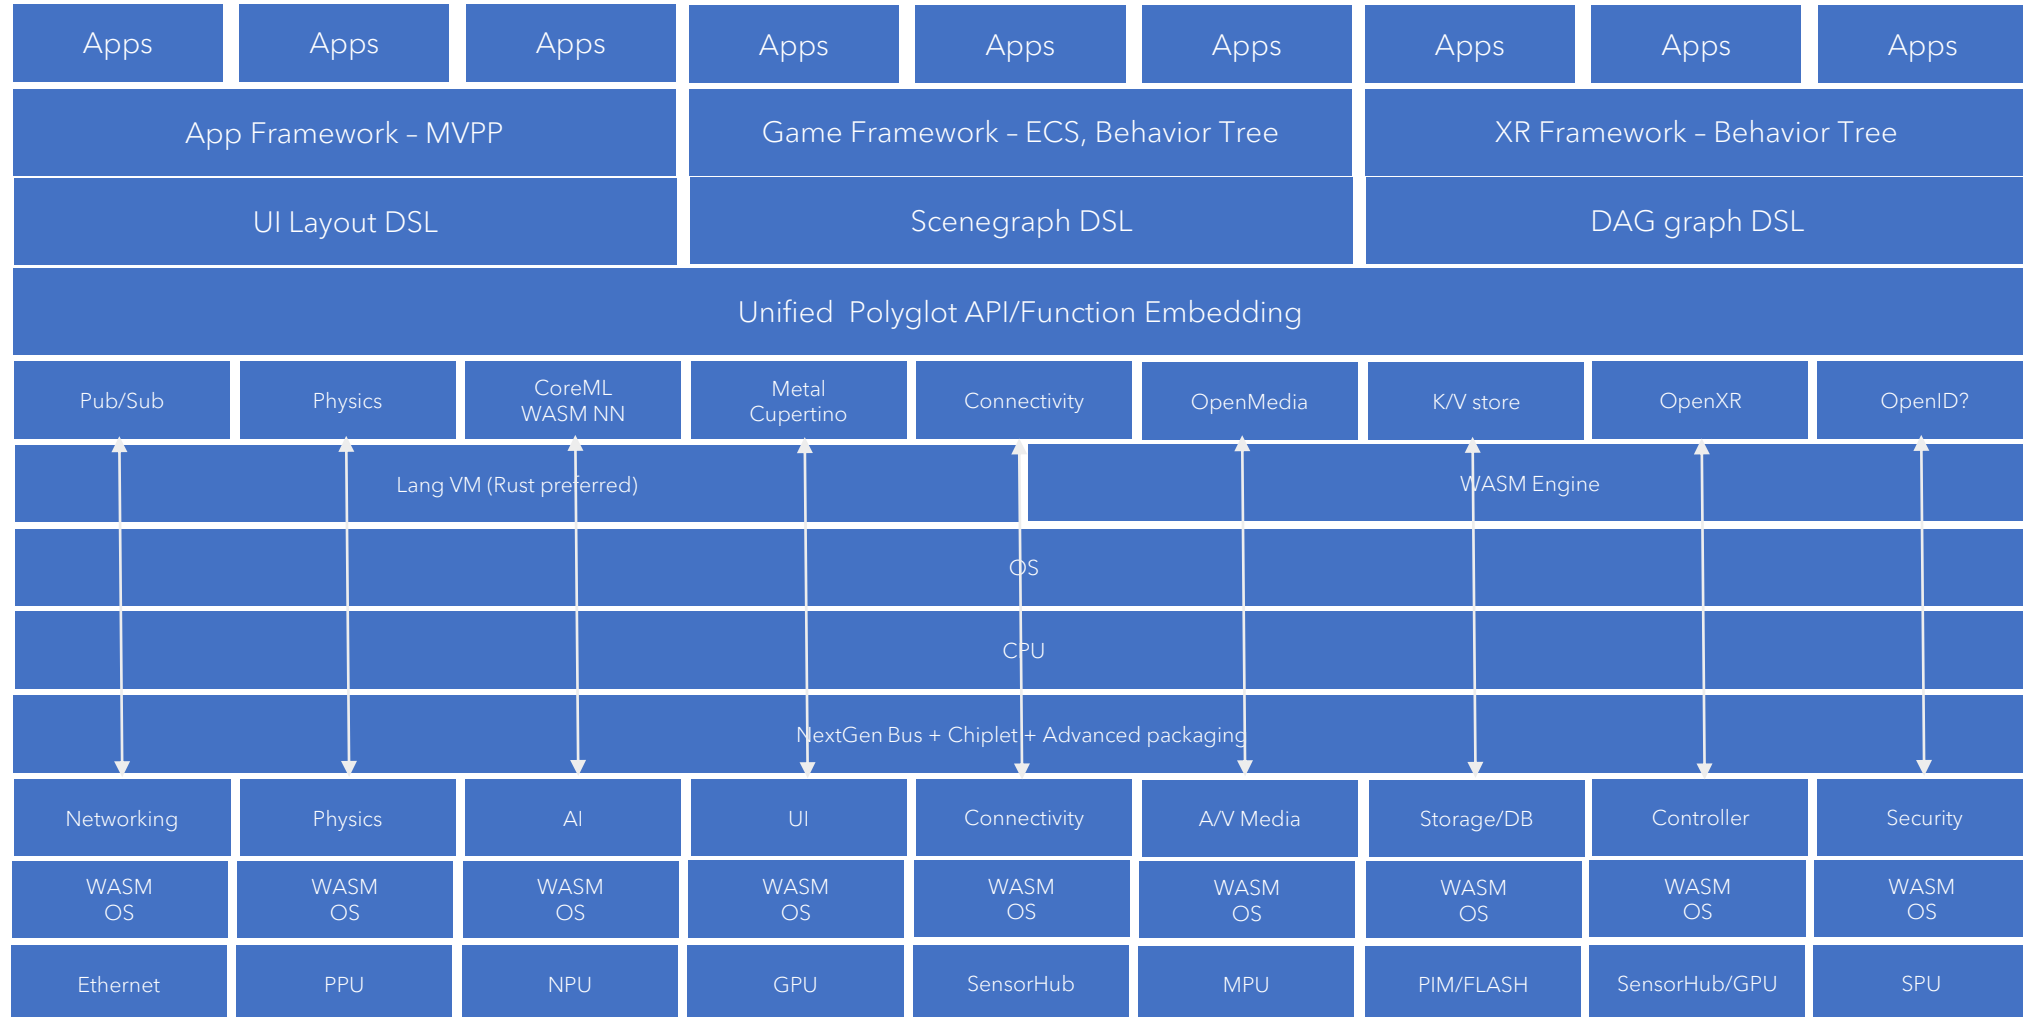 Apps
Apps
Apps
Apps
Apps
Apps
Apps
Apps
Apps
App Framework – MVPP
Game Framework – ECS, Behavior Tree
XR Framework – Behavior Tree
UI Layout DSL
Scenegraph DSL
DAG graph DSL
Unified  Polyglot API/Function Embedding
Pub/Sub
Physics
CoreML
WASM NN
Metal
Cupertino
Connectivity
OpenMedia
K/V store
OpenXR
OpenID?
Lang VM (Rust preferred)
WASM Engine
OS
CPU
NextGen Bus + Chiplet + Advanced packaging
Networking
Physics
AI
UI
Connectivity
A/V Media
Storage/DB
Controller
Security
WASM
OS
WASM
OS
WASM
OS
WASM
OS
WASM
OS
WASM
OS
WASM
OS
WASM
OS
WASM
OS
Ethernet
PPU
NPU
GPU
SensorHub
MPU
PIM/FLASH
SensorHub/GPU
SPU